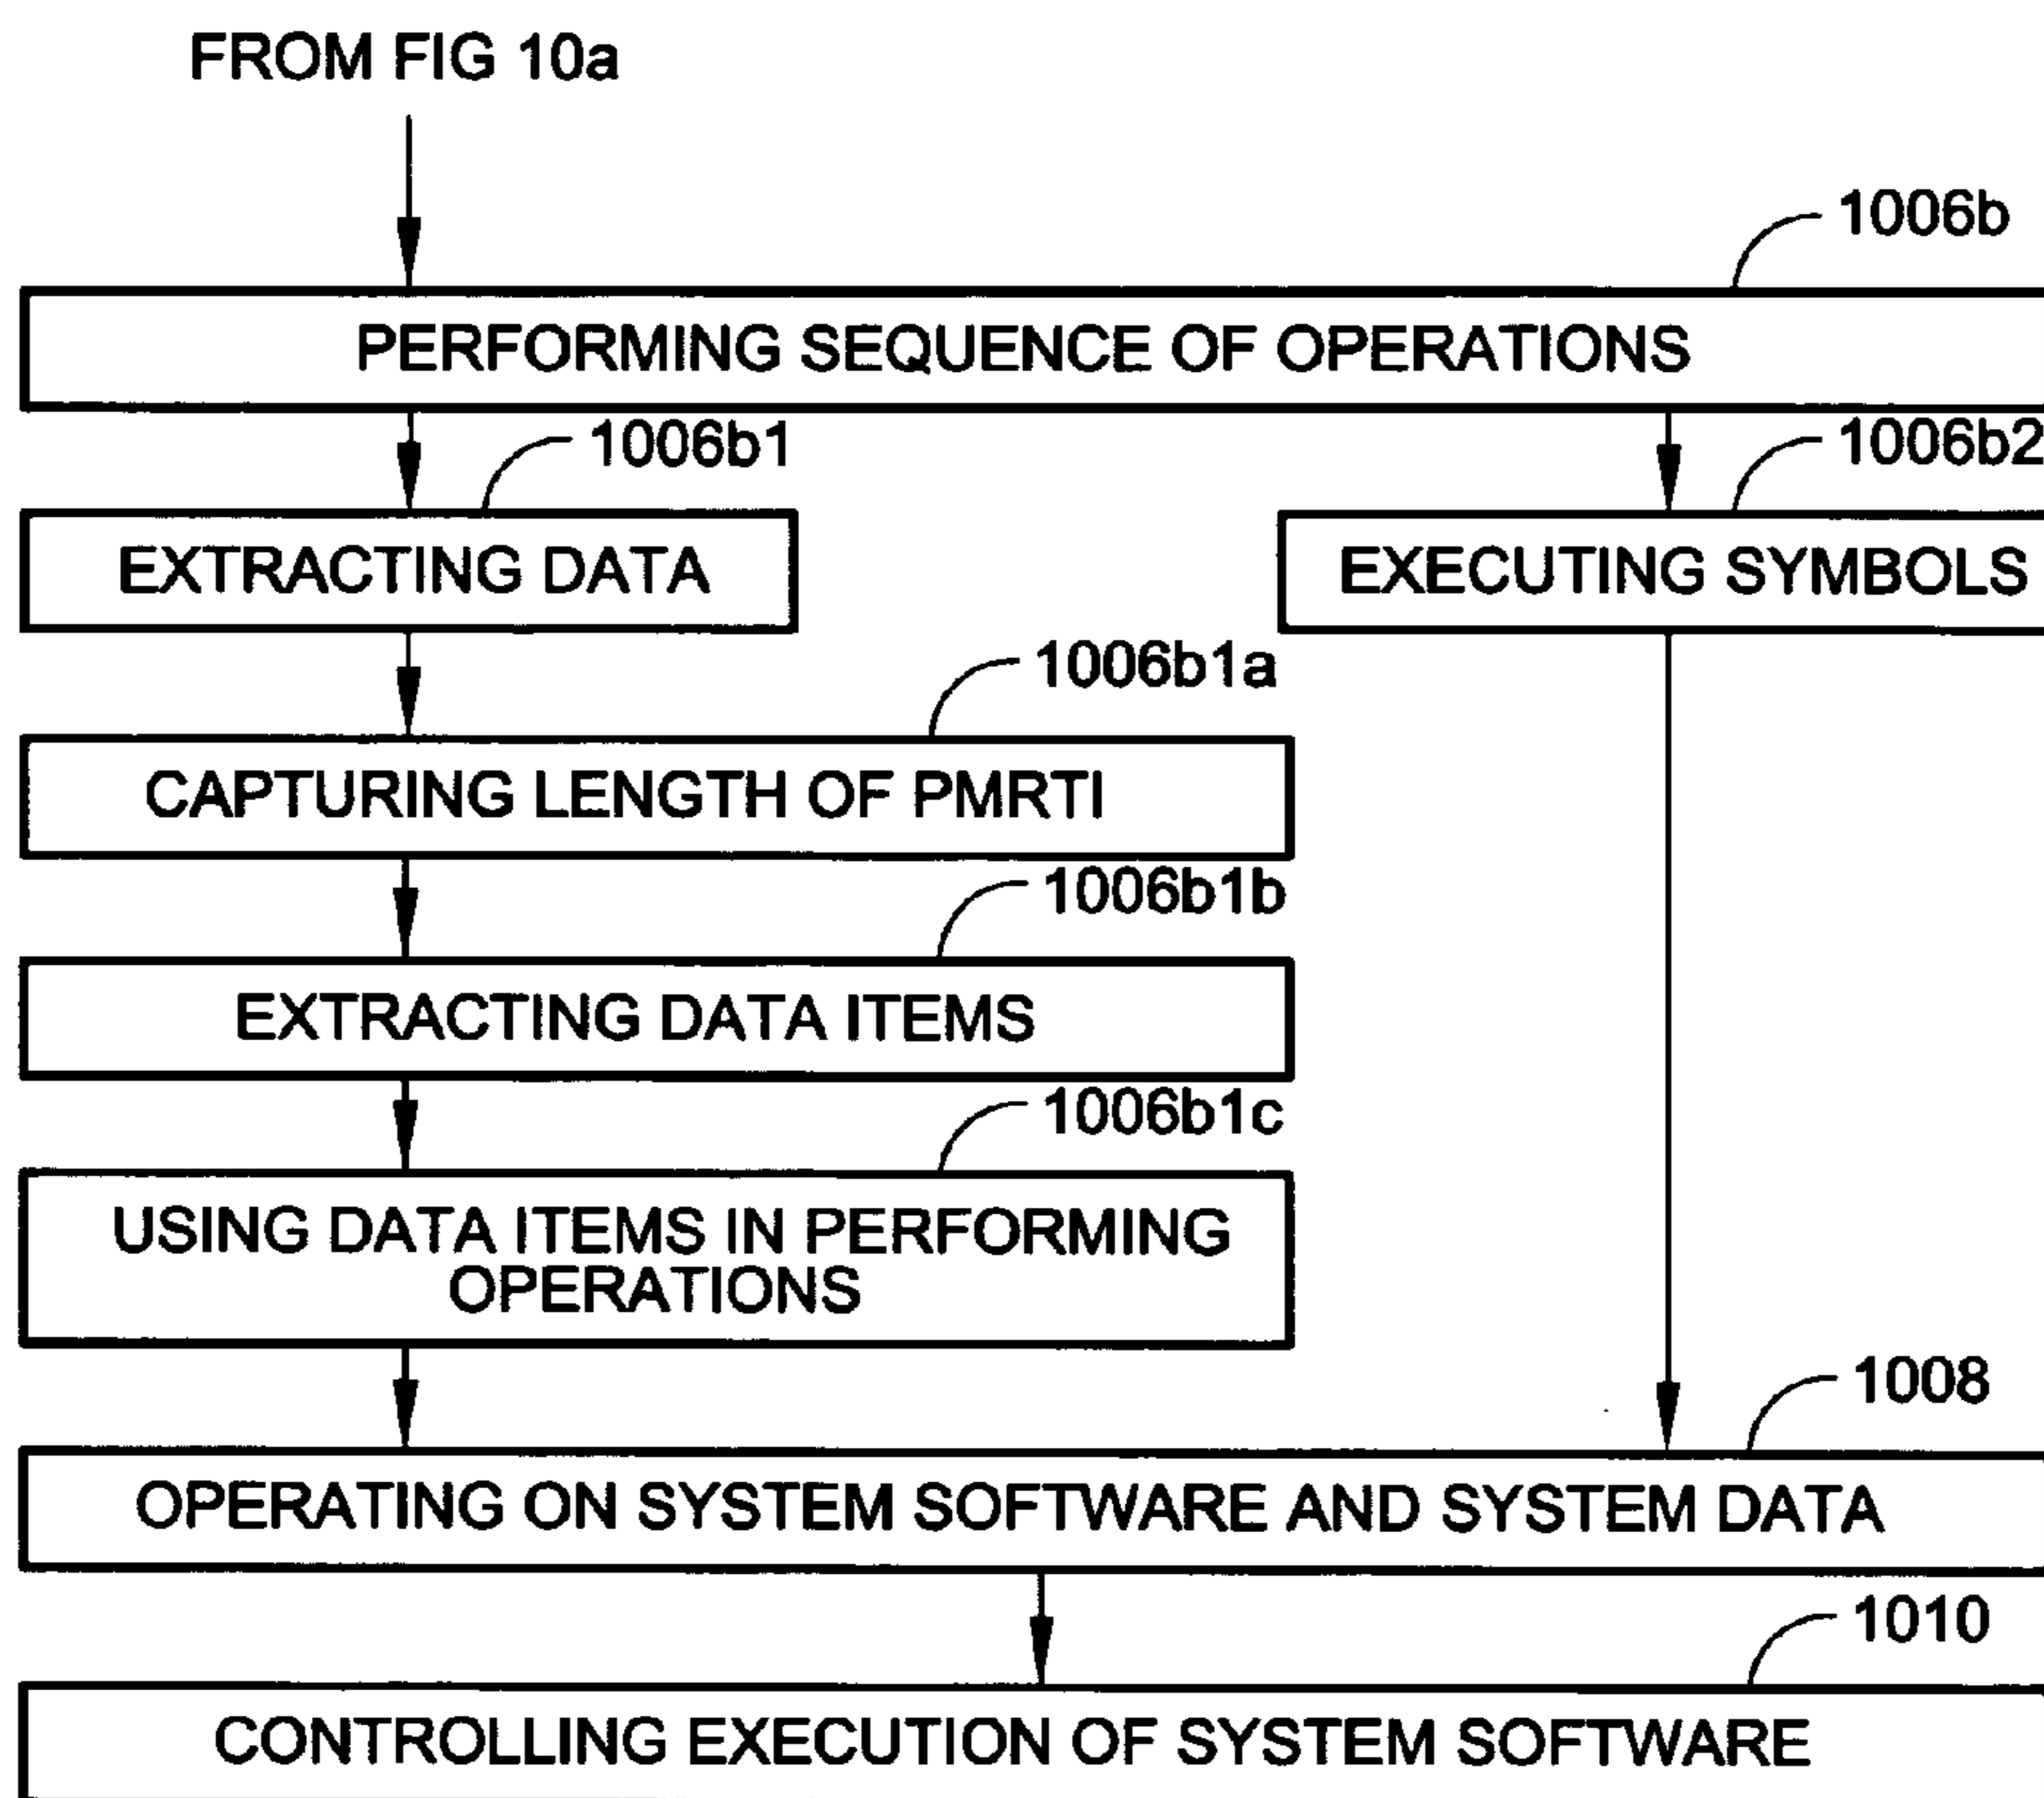 FROM FIG 10a
1006b
PERFORMING SEQUENCE OF OPERATIONS
1006b1
1006b2
EXTRACTING DATA
EXECUTING SYMBOLS
1006b1a
CAPTURING LENGTH OF PMRTI
1006b1b
EXTRACTING DATA ITEMS
1006b1c
USING DATA ITEMS IN PERFORMING
OPERATIONS
1008
OPERATING ON SYSTEM SOFTWARE AND SYSTEM DATA
1010
CONTROLLING EXECUTION OF SYSTEM SOFTWARE